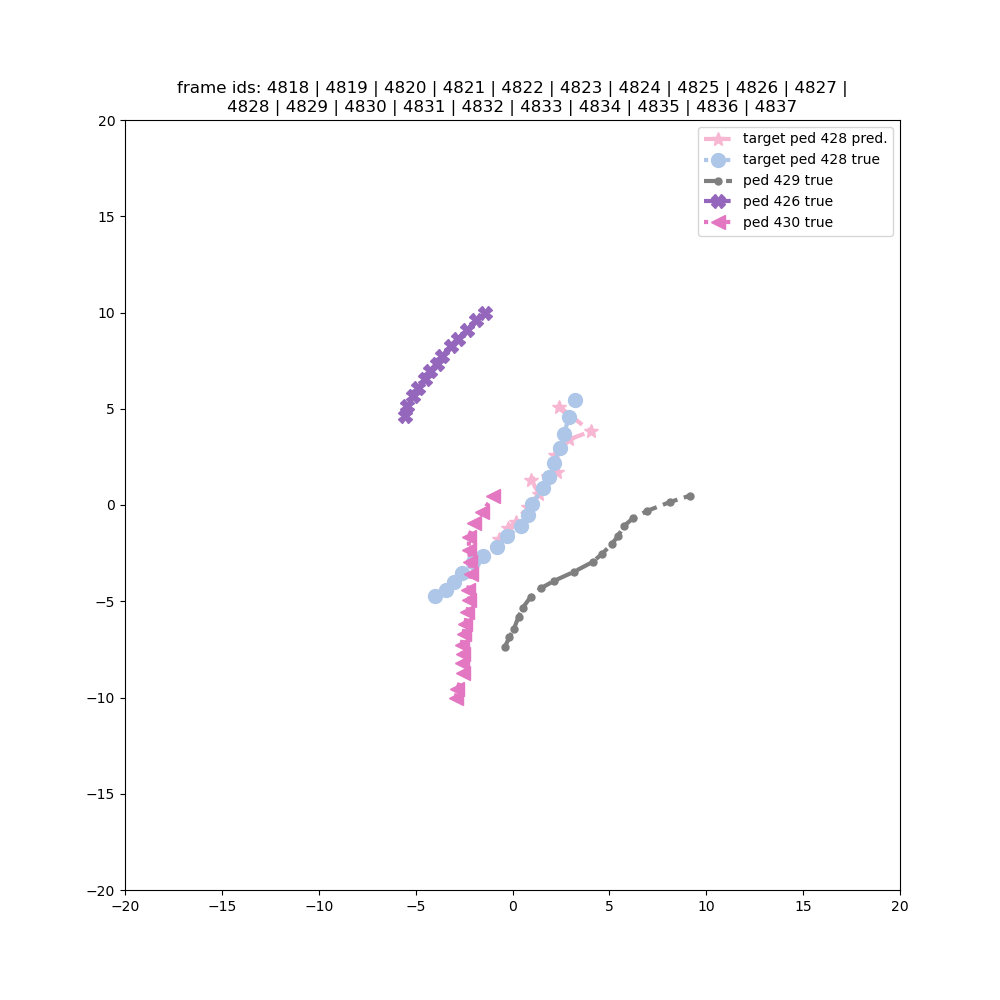 frame ids: 4818 | 4819 | 4820 | 4821 | 4822 | 4823 | 4824 | 4825 | 4826 | 4827 |
4828 | 4829 | 4830 | 4831 | 4832 | 4833 | 4834 | 4835 | 4836 | 4837
target ped 428 pred.
target ped 428 true
ped 429 true
ped 426 true
ped 430 true
20
15
10
5
0
−5
−10
−15
−20
−20 −15 −10 −5 0 5 10 15 20